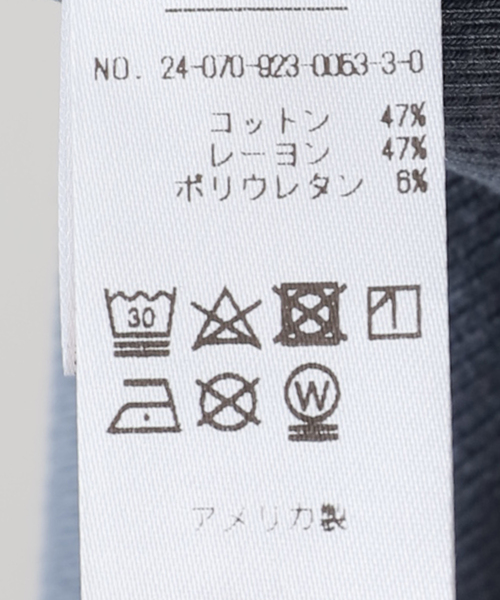 NO. 24-070-923-0053-3-0
コットン 47%
レーヨン 47%
ポリウレタン 6%
30
W
アメリカ製